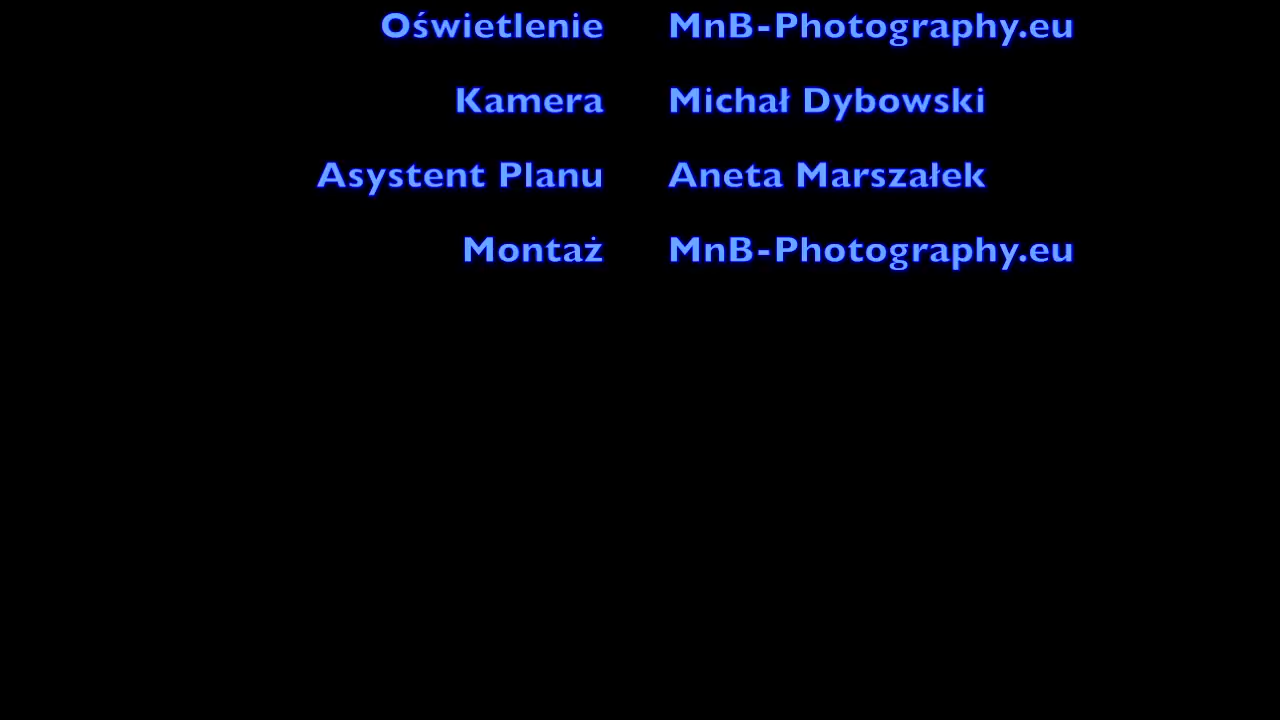 Oświetlenie MnB-Photography.eu
Kamera Michał Dybowski
Asystent Planu Aneta Marszałek
Montaż MnB-Photography.eu